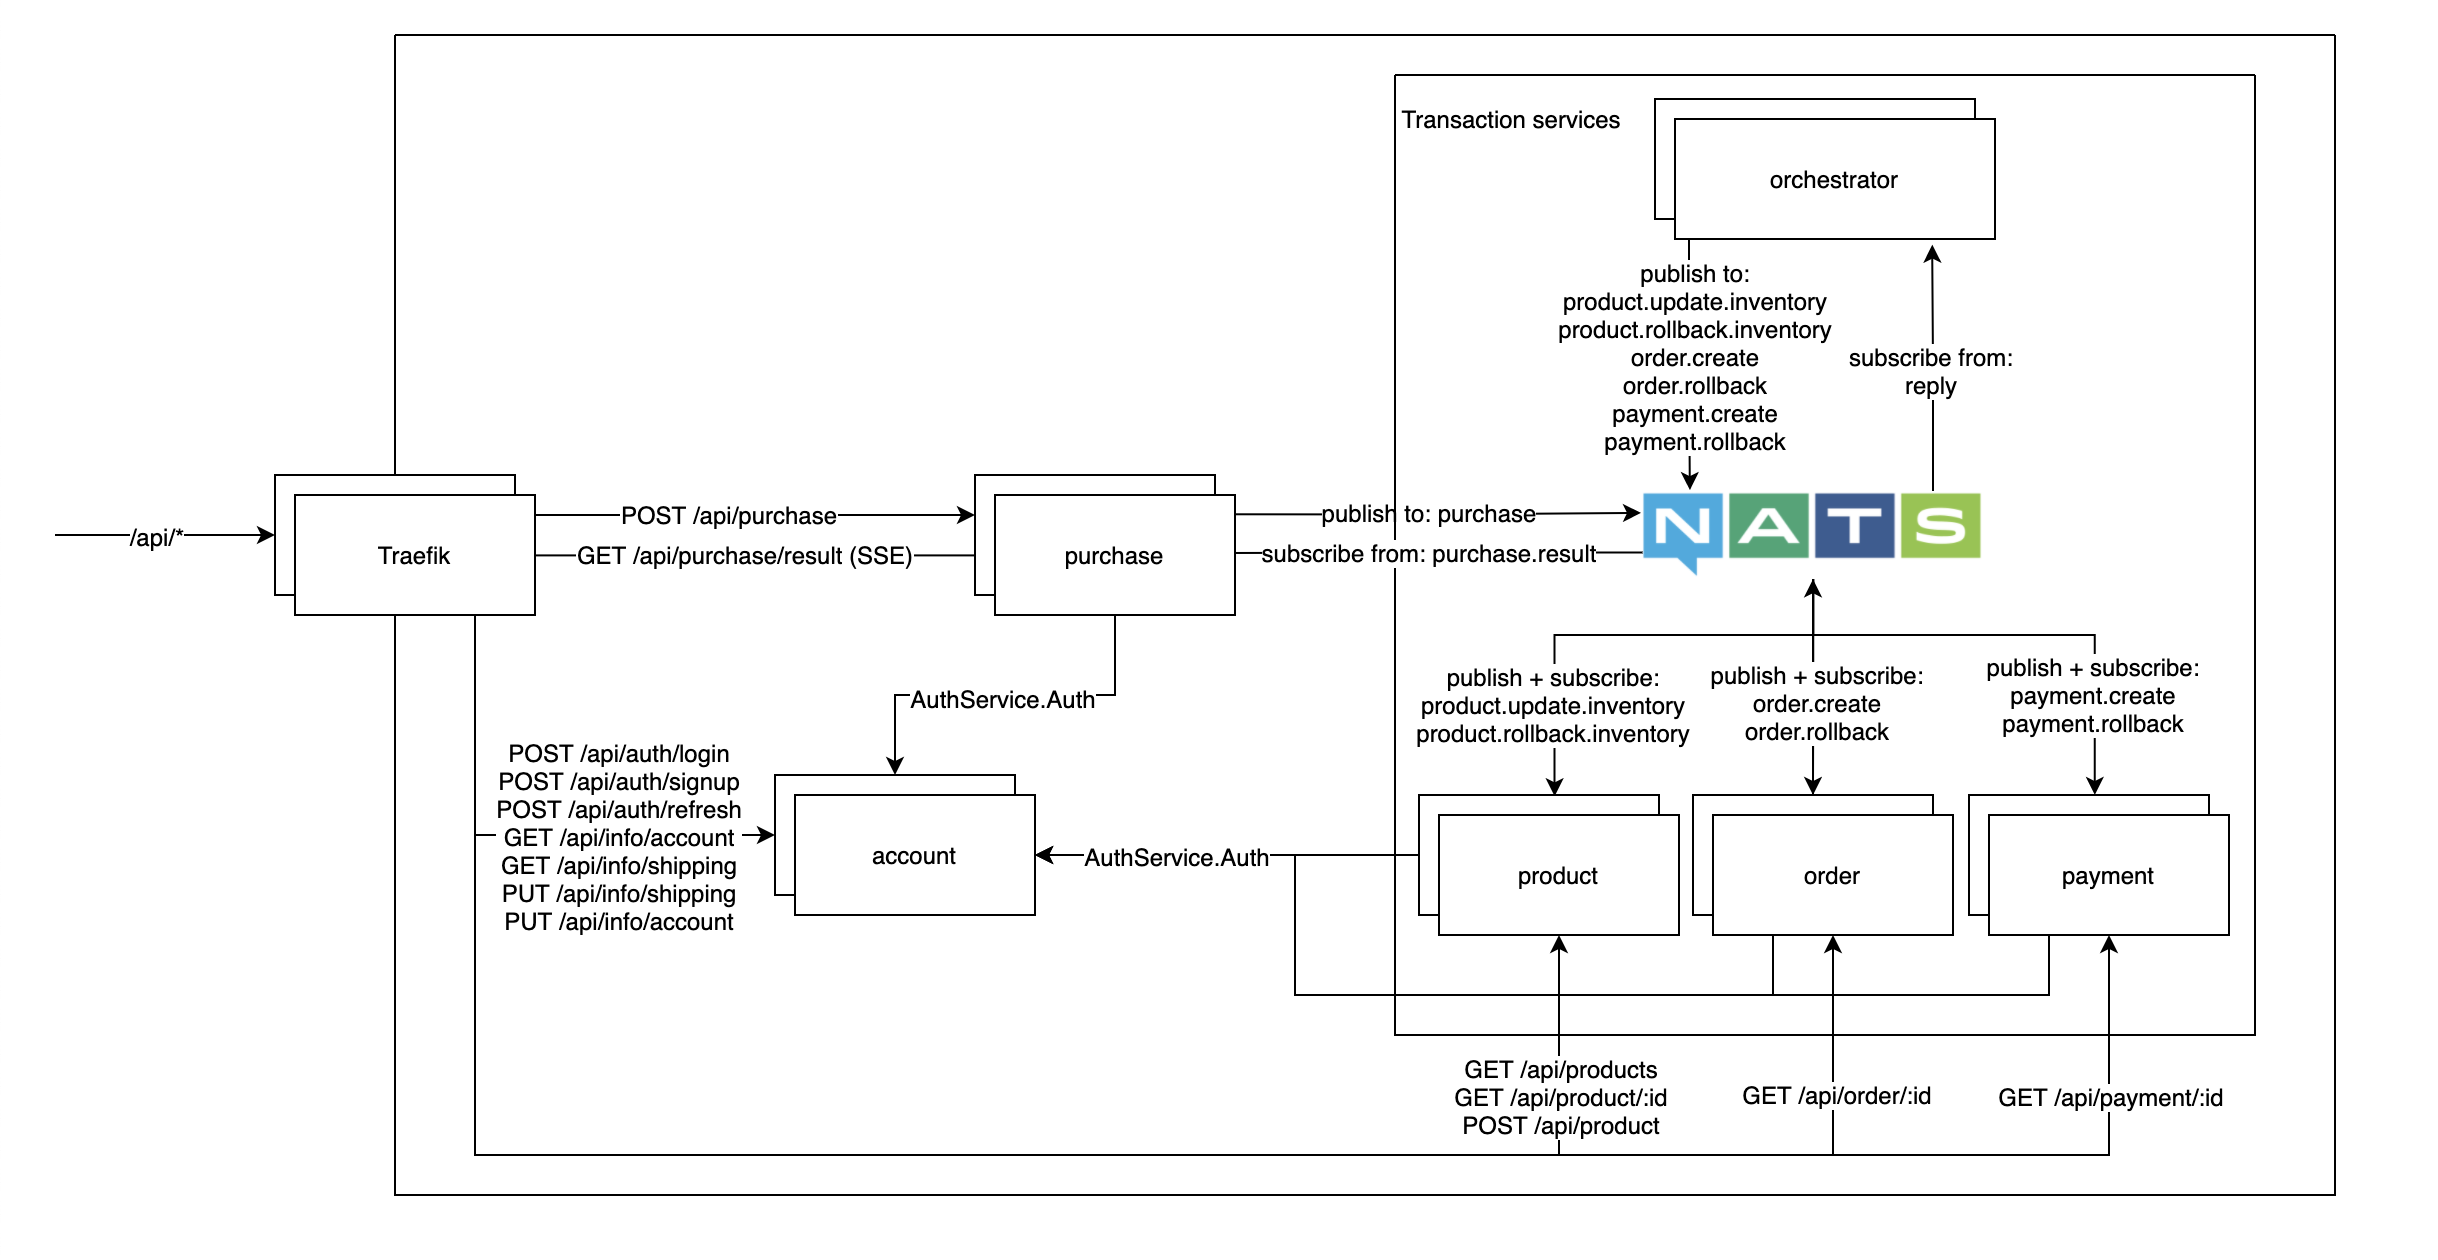 Transaction services
orchestrator
publish to:
product.update.inventory
product.rollback.inventory
order.create
order.rollback
payment.create
payment.rollback
subscribe from:
reply
/api/*
Traefik
POST /api/purchase
GET /api/purchase/result (SSE)
purchase
publish to: purchase
subscribe from: purchase.result
NATS
AuthService.Auth
publish + subscribe:
product.update.inventory
product.rollback.inventory
publish + subscribe:
order.create
order.rollback
publish + subscribe:
payment.create
payment.rollback
POST /api/auth/login
POST /api/auth/signup
POST /api/auth/refresh
GET /api/info/account
GET /api/info/shipping
PUT /api/info/shipping
PUT /api/info/account
account
AuthService.Auth
product
order
payment
GET /api/products
GET /api/product/:id
POST /api/product
GET /api/order/:id
GET /api/payment/:id